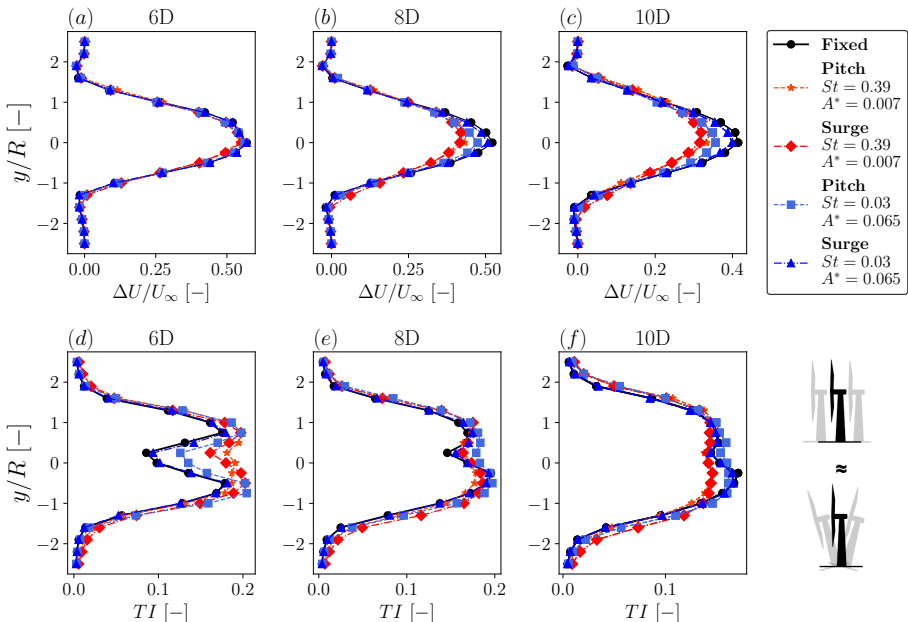 (a) 6D
(b) 8D
(c) 10D
y/R [−]
2
1
0
−1
−2
0.00 0.25 0.50
0.00 0.25 0.50
0.0 0.2 0.4
ΔU/U∞ [−]
ΔU/U∞ [−]
ΔU/U∞ [−]
Fixed
Pitch
St = 0.39
A* = 0.007
Surge
St = 0.39
A* = 0.007
Pitch
St = 0.03
A* = 0.065
Surge
St = 0.03
A* = 0.065
(d) 6D
(e) 8D
(f) 10D
y/R [−]
2
1
0
−1
−2
0.0 0.1 0.2
0.0 0.1 0.2
0.0 0.1
TI [−]
TI [−]
TI [−]
≈